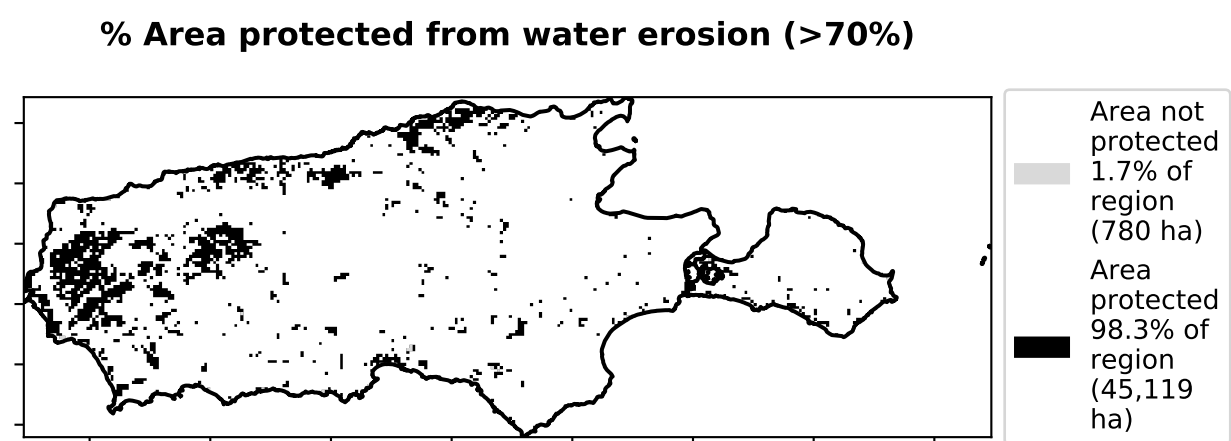 % Area protected from water erosion (>70%)
Area not
protected
1.7% of
region
(780 ha)
Area
protected
98.3% of
region
(45,119
ha)